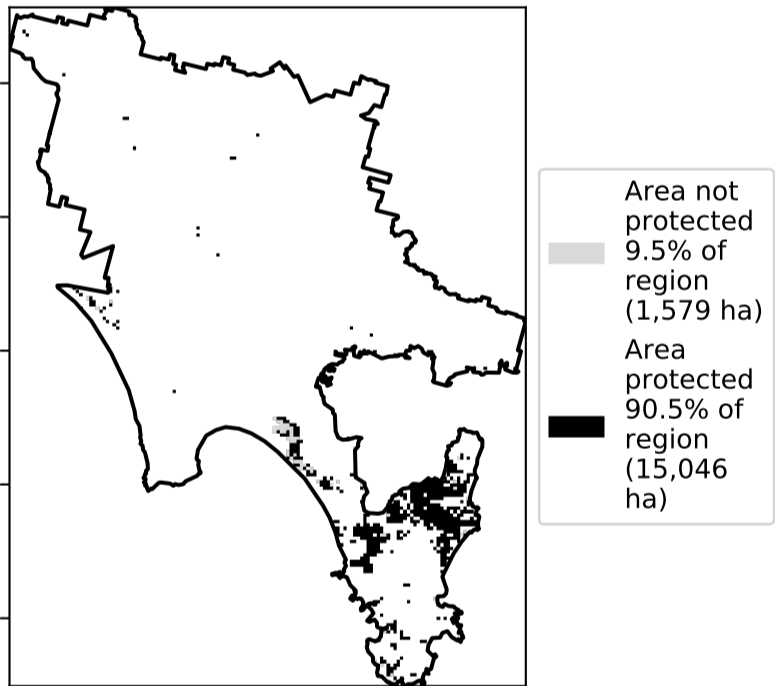 Area not
protected
9.5% of
region
(1,579 ha)
Area
protected
90.5% of
region
(15,046
ha)